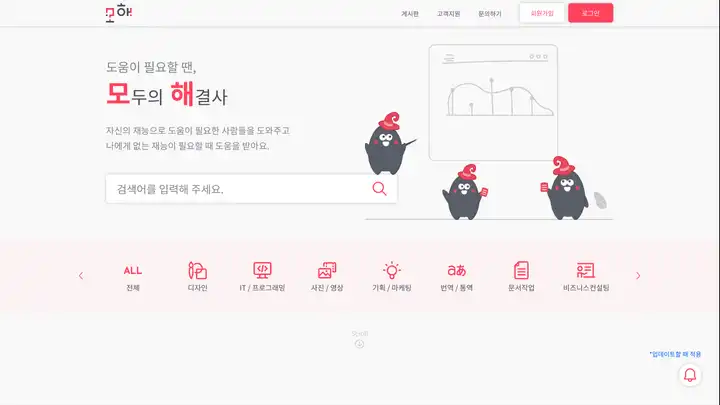 모해
게시판
고객지원
문의하기
회원가입
로그인
도움이 필요할 땐,
모두의 해결사
자신의 재능으로 도움이 필요한 사람들을 도와주고
나에게 없는 재능이 필요할 때 도움을 받아요.
검색어를 입력해 주세요.
ALL
전체
디자인
IT / 프로그래밍
사진 / 영상
기획 / 마케팅
번역 / 통역
문서작업
비즈니스컨설팅
Scroll
*업데이트할 때 적용